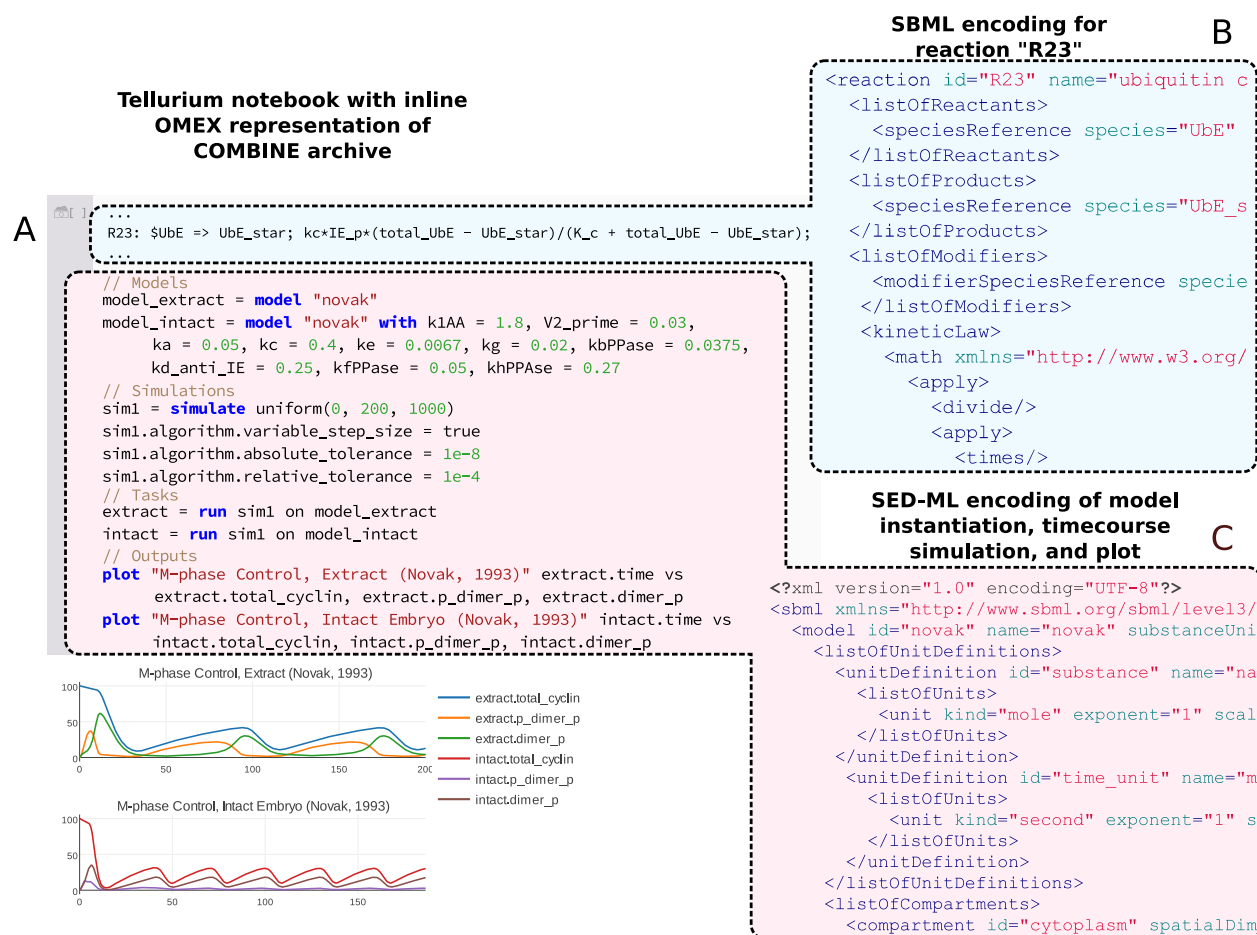 Tellurium notebook with inline
OMEX representation of
COMBINE archive
A
[ ]
...
R23: $UbE => UbE_star; kc*IE_p*(total_UbE - UbE_star)/(K_c + total_UbE - UbE_star);
...
// Models
model_extract = model "novak"
model_intact = model "novak" with k1AA = 1.8, V2_prime = 0.03,
ka = 0.05, kc = 0.4, ke = 0.0067, kg = 0.02, kbPPase = 0.0375,
kd_anti_IE = 0.25, kfPPase = 0.05, khPPAse = 0.27
// Simulations
sim1 = simulate uniform(0, 200, 1000)
sim1.algorithm.variable_step_size = true
sim1.algorithm.absolute_tolerance = 1e-8
sim1.algorithm.relative_tolerance = 1e-4
// Tasks
extract = run sim1 on model_extract
intact = run sim1 on model_intact
// Outputs
plot "M-phase Control, Extract (Novak, 1993)" extract.time vs
extract.total_cyclin, extract.p_dimer_p, extract.dimer_p
plot "M-phase Control, Intact Embryo (Novak, 1993)" intact.time vs
intact.total_cyclin, intact.p_dimer_p, intact.dimer_p
M-phase Control, Extract (Novak, 1993)
100
50
0
0 50 100 150 200
extract.total_cyclin
extract.p_dimer_p
extract.dimer_p
intact.total_cyclin
intact.p_dimer_p
intact.dimer_p
M-phase Control, Intact Embryo (Novak, 1993)
100
50
0
0 50 100 150
SBML encoding for
reaction "R23"
B
<reaction id="R23" name="ubiquitin c
<listOfReactants>
<speciesReference species="UbE"
</listOfReactants>
<listOfProducts>
<speciesReference species="UbE_s
</listOfProducts>
<listOfModifiers>
<modifierSpeciesReference specie
</listOfModifiers>
<kineticLaw>
<math xmlns="http://www.w3.org/
<apply>
<divide/>
<apply>
<times/>
SED-ML encoding of model
instantiation, timecourse
simulation, and plot
C
<?xml version="1.0" encoding="UTF-8"?>
<sbml xmlns="http://www.sbml.org/sbml/level3/
<model id="novak" name="novak" substanceUni
<listOfUnitDefinitions>
<unitDefinition id="substance" name="na
<listOfUnits>
<unit kind="mole" exponent="1" scal
</listOfUnits>
</unitDefinition>
<unitDefinition id="time_unit" name="m
<listOfUnits>
<unit kind="second" exponent="1" s
</listOfUnits>
</unitDefinition>
</listOfUnitDefinitions>
<listOfCompartments>
<compartment id="cytoplasm" spatialDim